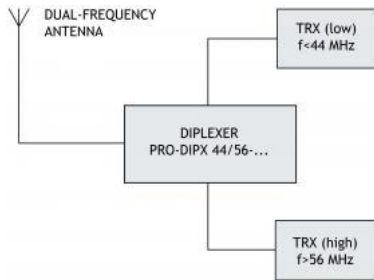 DUAL-FREQUENCY
ANTENNA
TRX (low)
f<44 MHz
DIPLEXER
PRO-DIPX 44/56-...
TRX (high)
f>56 MHz